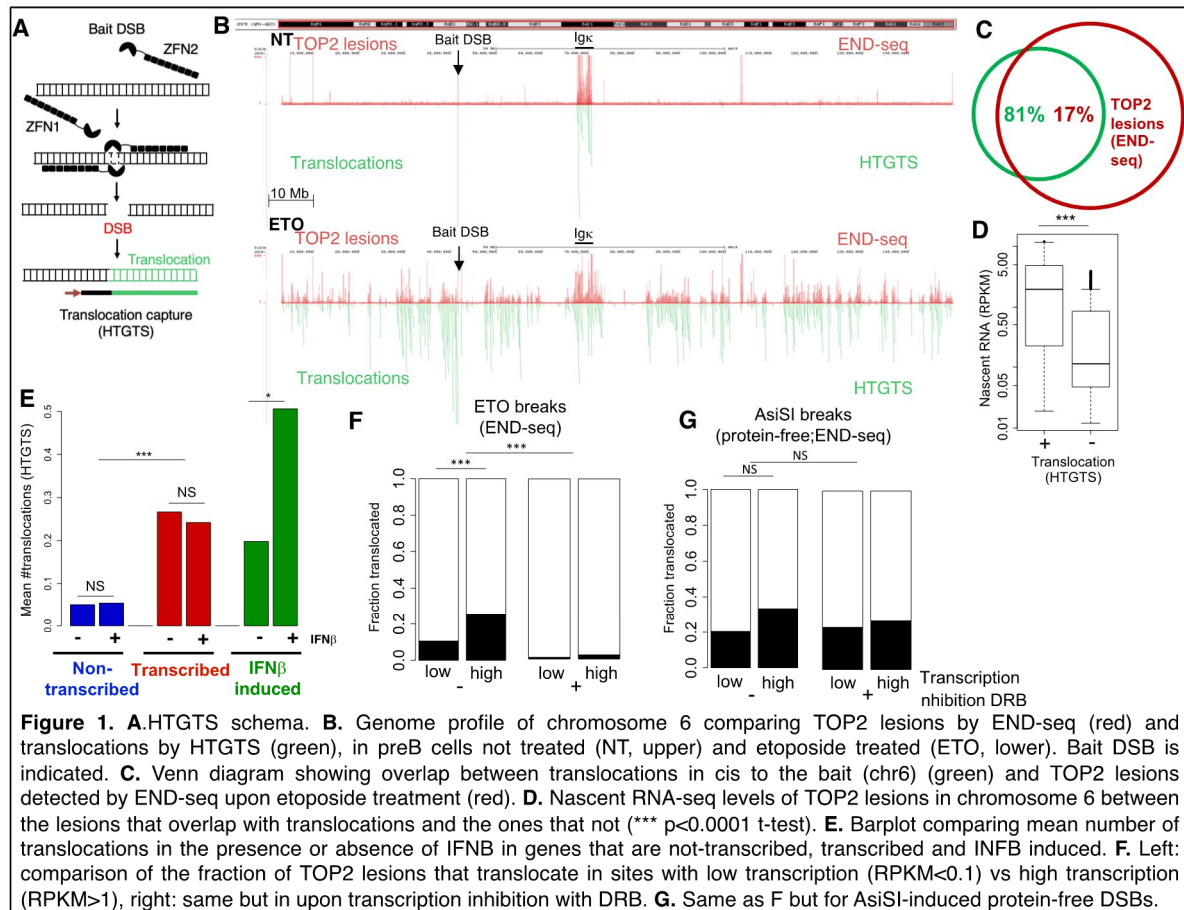 A
Bait DSB
ZFN2
ZFN1
DSB
Translocation
Translocation capture
(HTGTS)
B
NT
TOP2 lesions
Bait DSB
Igκ
END-seq
Translocations
HTGTS
10 Mb
ETO
TOP2 lesions
Bait DSB
Igκ
END-seq
Translocations
HTGTS
C
81%
17%
TOP2
lesions
(END-
seq)
D
***
Nascent RNA (RPKM)
5.00
0.50
0.05
0.01
+
-
Translocation
(HTGTS)
E
Mean #translocations (HTGTS)
0.5
0.4
0.3
0.2
0.1
0.0
NS
***
NS
*
- + - + - + IFNβ
Non-
transcribed
Transcribed
IFNβ
induced
F
ETO breaks
(END-seq)
***
***
Fraction translocated
1.0
0.8
0.6
0.4
0.2
0.0
low high low high
- +
G
AsiSI breaks
(protein-free;END-seq)
NS
NS
Fraction translocated
1.0
0.8
0.6
0.4
0.2
0.0
low high low high
- +
Transcription
nhibition DRB
Figure 1. A.HTGTS schema. B. Genome profile of chromosome 6 comparing TOP2 lesions by END-seq (red) and
translocations by HTGTS (green), in preB cells not treated (NT, upper) and etoposide treated (ETO, lower). Bait DSB is
indicated. C. Venn diagram showing overlap between translocations in cis to the bait (chr6) (green) and TOP2 lesions
detected by END-seq upon etoposide treatment (red). D. Nascent RNA-seq levels of TOP2 lesions in chromosome 6 between
the lesions that overlap with translocations and the ones that not (*** p<0.0001 t-test). E. Barplot comparing mean number of
translocations in the presence or absence of IFNB in genes that are not-transcribed, transcribed and INFB induced. F. Left:
comparison of the fraction of TOP2 lesions that translocate in sites with low transcription (RPKM<0.1) vs high transcription
(RPKM>1), right: same but in upon transcription inhibition with DRB. G. Same as F but for AsiSI-induced protein-free DSBs.